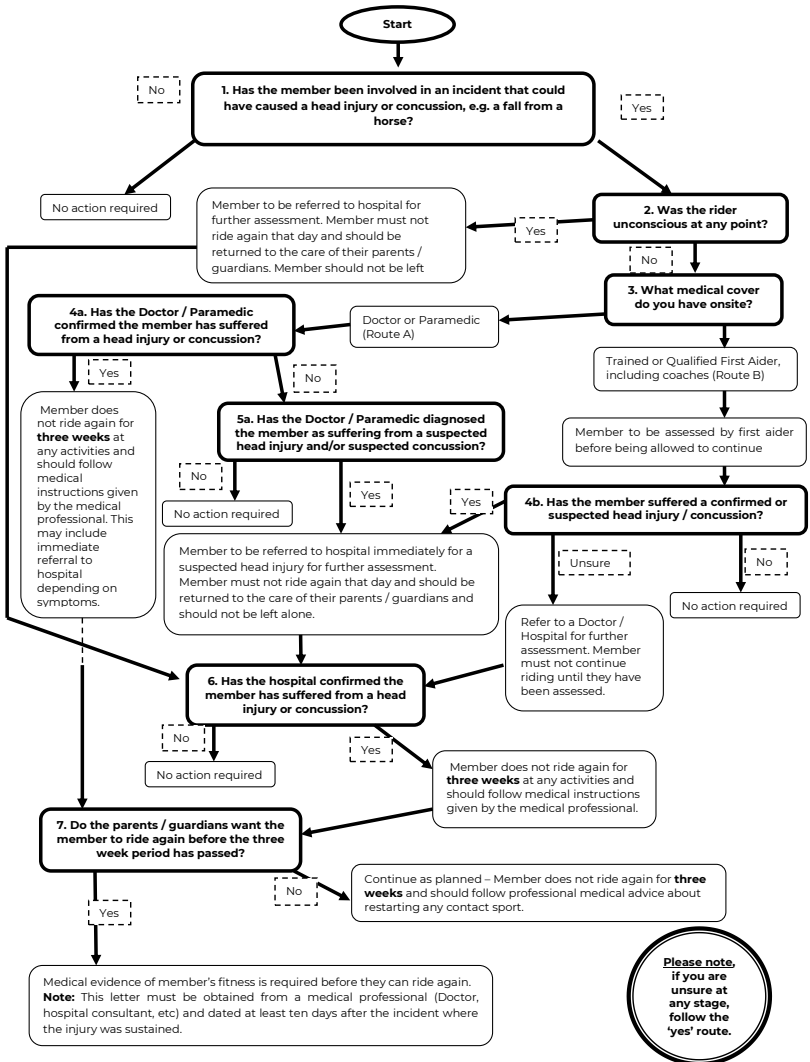 Start
No
1. Has the member been involved in an incident that could
have caused a head injury or concussion, e.g. a fall from a
horse?
Yes
No action required
Member to be referred to hospital for
further assessment. Member must not
ride again that day and should be
returned to the care of their parents /
guardians. Member should not be left
Yes
2. Was the rider
unconscious at any point?
No
3. What medical cover
do you have onsite?
4a. Has the Doctor / Paramedic
confirmed the member has suffered
from a head injury or concussion?
Doctor or Paramedic
(Route A)
Trained or Qualified First Aider,
including coaches (Route B)
Yes
No
Member does
not ride again for
three weeks at
any activities and
should follow
medical
instructions given
by the medical
professional. This
may include
immediate
referral to
hospital
depending on
symptoms.
5a. Has the Doctor / Paramedic diagnosed
the member as suffering from a suspected
head injury and/or suspected concussion?
Member to be assessed by first aider
before being allowed to continue
No
Yes
Yes
No action required
4b. Has the member suffered a confirmed or
suspected head injury / concussion?
Unsure
No
Member to be referred to hospital immediately for a
suspected head injury for further assessment.
Member must not ride again that day and should be
returned to the care of their parents / guardians and
should not be left alone.
No action required
Refer to a Doctor /
Hospital for further
assessment. Member
must not continue
riding until they have
been assessed.
6. Has the hospital confirmed the
member has suffered from a head
injury or concussion?
No
Yes
No action required
Member does not ride again for
three weeks at any activities and
should follow medical instructions
given by the medical professional.
7. Do the parents / guardians want the
member to ride again before the three
week period has passed?
No
Continue as planned – Member does not ride again for three
weeks and should follow professional medical advice about
restarting any contact sport.
Yes
Medical evidence of member's fitness is required before they can ride again.
Note: This letter must be obtained from a medical professional (Doctor,
hospital consultant, etc) and dated at least ten days after the incident where
the injury was sustained.
Please note,
if you are
unsure at
any stage,
follow the
'yes' route.